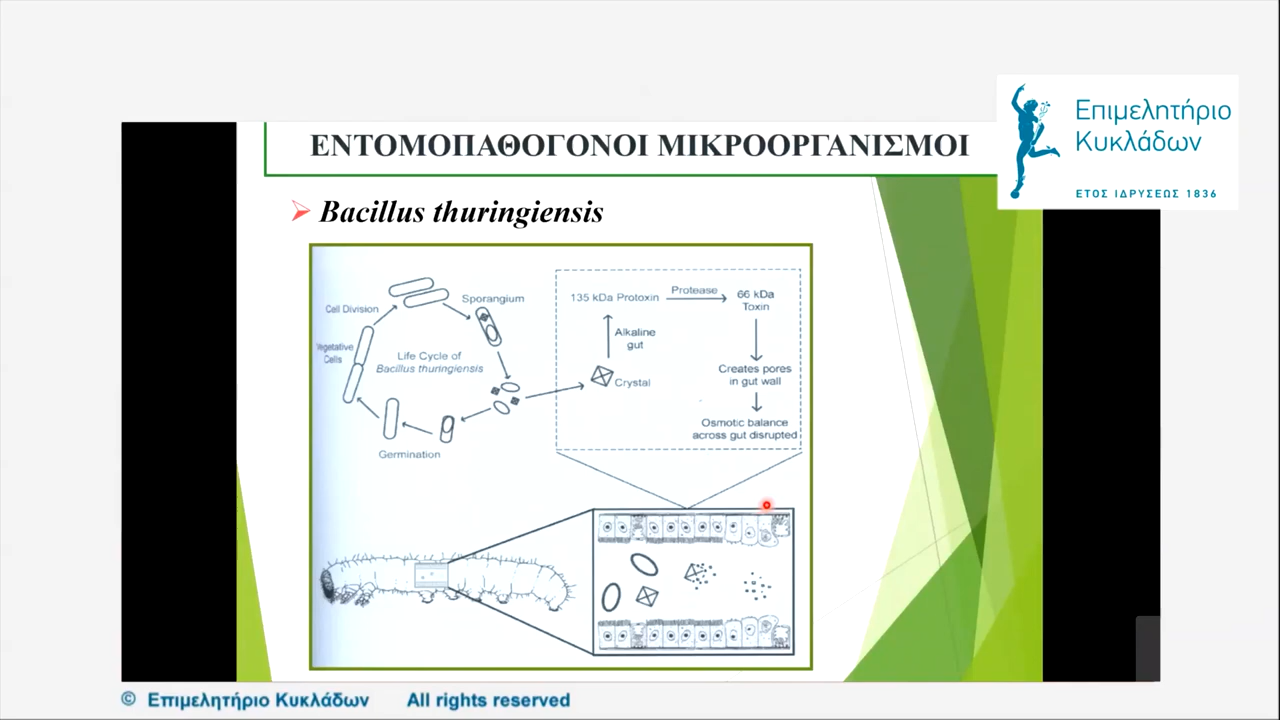 Επιμελητήριο
Κυκλάδων
ΕΤΟΣ ΙΔΡΥΣΕΩΣ 1836
ΕΝΤΟΜΟΠΑΘΟΓΟΝΟΙ ΜΙΚΡΟΟΡΓΑΝΙΣΜΟΙ
Bacillus thuringiensis
Cell Division
Sporangium
Vegetative
Cells
Life Cycle of
Bacillus thuringiensis
Germination
135 kDa Protoxin
Protease
66 kDa
Toxin
Alkaline
gut
Crystal
Creates pores
in gut wall
Osmotic balance
across gut disrupted
© Επιμελητήριο Κυκλάδων All rights reserved